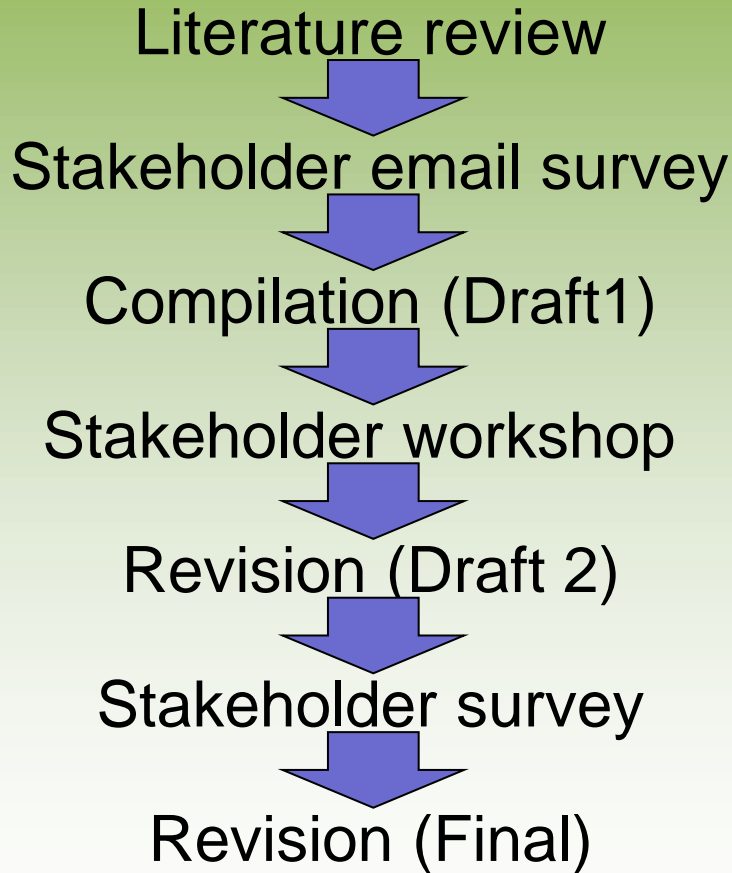 Literature review
Stakeholder email survey
Compilation (Draft1)
Stakeholder workshop
Revision (Draft 2)
Stakeholder survey
Revision (Final)